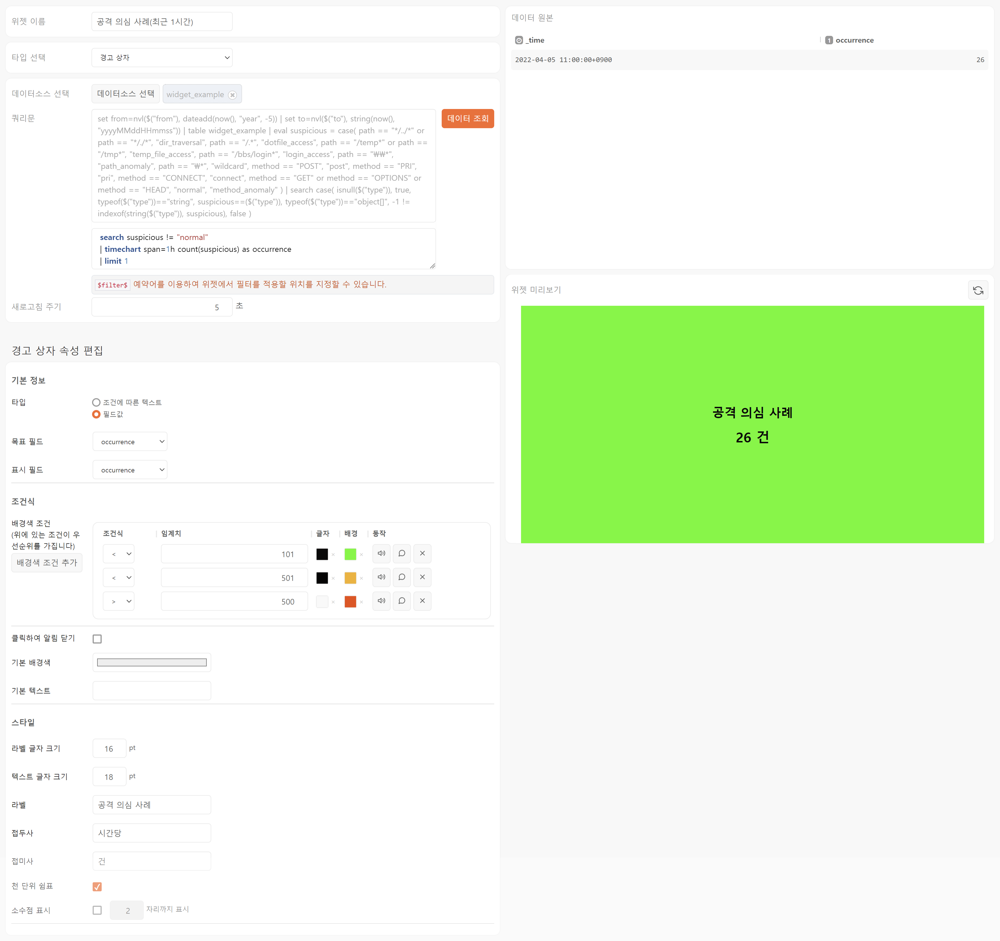 위젯 이름
공격 의심 사례(최근 1시간)
타입 선택
경고 상자
데이터소스 선택
데이터소스 선택
widget_example
쿼리문
set from=nvl($("from"), dateadd(now(), "year", -5)) | set to=nvl($("to"), string(now(),
"yyyyMMddHHmmss")) | table widget_example | eval suspicious = case( path == "*/../*" or
path == "*/./*", "dir_traversal", path == "/.*", "dotfile_access", path == "/temp*" or path ==
"/tmp*", "temp_file_access", path == "/bbs/login*", "login_access", path == "₩₩*",
"path_anomaly", path == "₩*", "wildcard", method == "POST", "post", method == "PRI",
"pri", method == "CONNECT", "connect", method == "GET" or method == "OPTIONS" or
method == "HEAD", "normal", "method_anomaly" ) | search case( isnull($("type")), true,
typeof($("type"))=="string", suspicious==($("type")), typeof($("type"))=="object[]", -1 !=
indexof(string($("type")), suspicious), false )
데이터 조회
search suspicious != "normal"
| timechart span=1h count(suspicious) as occurrence
| limit 1
$filter$ 예약어를 이용하여 위젯에서 필터를 적용할 위치를 지정할 수 있습니다.
새로고침 주기
5 초
경고 상자 속성 편집
기본 정보
타입
조건에 따른 텍스트
필드값
목표 필드
occurrence
표시 필드
occurrence
조건식
배경색 조건
(위에 있는 조건이 우
선순위를 가집니다)
배경색 조건 추가
조건식 임계치 글자 배경 동작
< 101
< 501
> 500
클릭하여 알림 닫기
기본 배경색
기본 텍스트
스타일
라벨 글자 크기
16 pt
텍스트 글자 크기
18 pt
라벨
공격 의심 사례
접두사
시간당
접미사
건
천 단위 쉼표
소수점 표시
2 자리까지 표시
데이터 원본
_time 1 occurrence
2022-04-05 11:00:00+0900 26
위젯 미리보기
공격 의심 사례
26 건